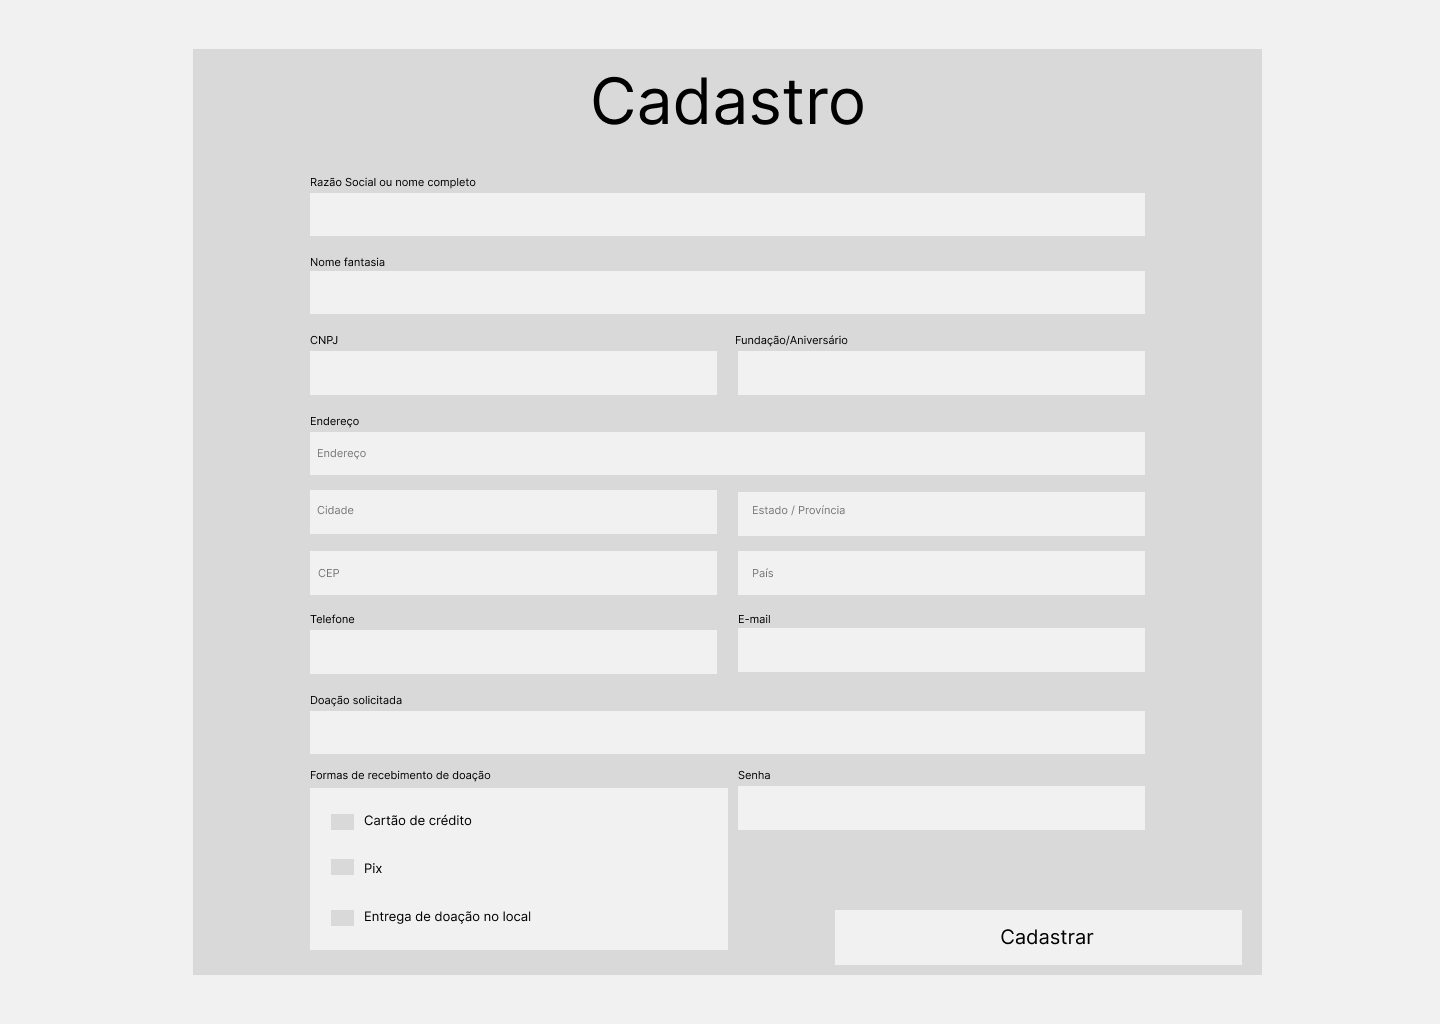 Cadastro
Razão Social ou nome completo
Nome fantasia
CNPJ
Fundação/Aniversário
Endereço
Endereço
Cidade
Estado / Província
CEP
País
Telefone
E-mail
Doação solicitada
Formas de recebimento de doação
Senha
Cartão de crédito
Pix
Entrega de doação no local
Cadastrar